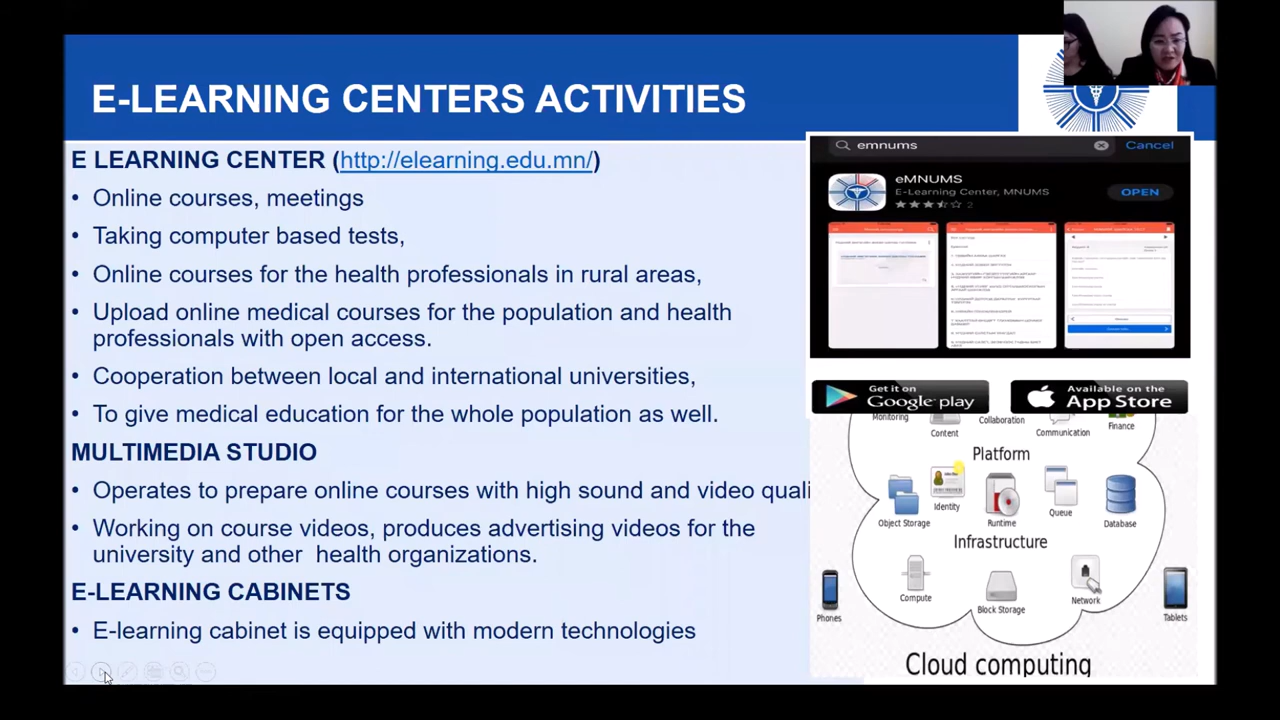 E-LEARNING CENTERS ACTIVITIES
E LEARNING CENTER (http://elearning.edu.mn/)
• Online courses, meetings
• Taking computer based tests,
• Online courses for the health professionals in rural areas,
• Upload online medical courses for the population and health
professionals with open access.
• Cooperation between local and international universities,
• To give medical education for the whole population as well.
MULTIMEDIA STUDIO
• Operates to prepare online courses with high sound and video quali
• Working on course videos, produces advertising videos for the
university and other  health organizations.
E-LEARNING CABINETS
• E-learning cabinet is equipped with modern technologies
emnums
Cancel
eMNUMS
E-Learning Center, MNUMS
OPEN
2
Get it on
Google play
Available on the
App Store
Monitoring
Content
Collaboration
Communication
Finance
Platform
Object Storage
Identity
Runtime
Queue
Database
Infrastructure
Compute
Block Storage
Network
Phones
Tablets
Cloud computing